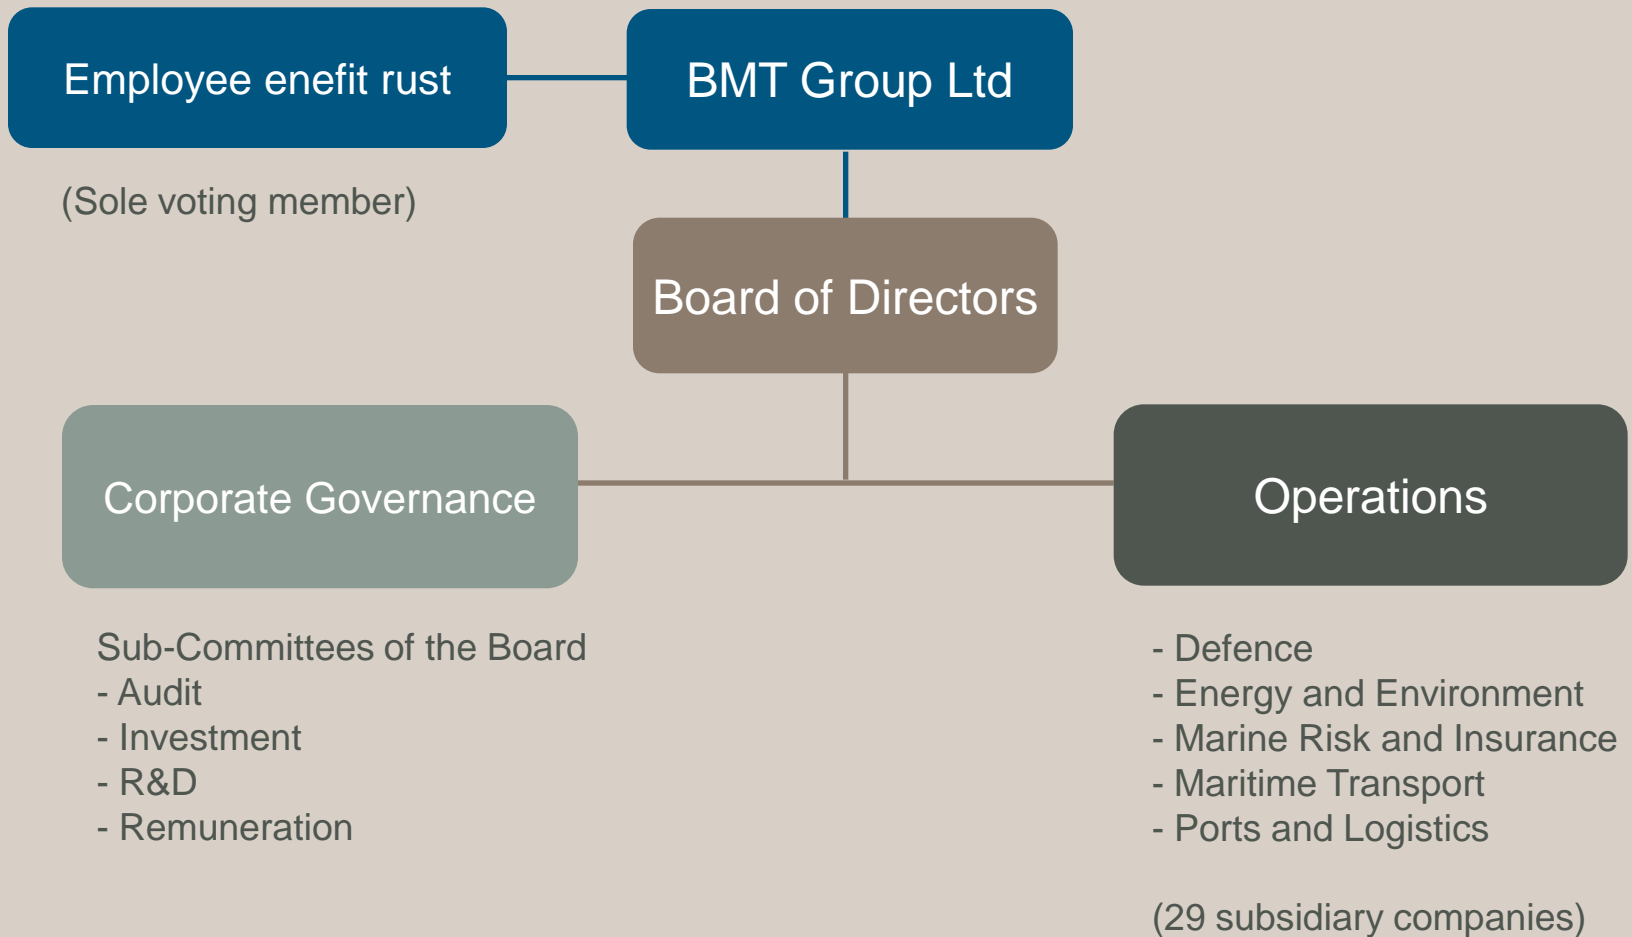 Employee enefit rust
BMT Group Ltd
(Sole voting member)
Board of Directors
Corporate Governance
Operations
Sub-Committees of the Board
- Audit
- Investment
- R&D
- Remuneration
- Defence
- Energy and Environment
- Marine Risk and Insurance
- Maritime Transport
- Ports and Logistics
(29 subsidiary companies)